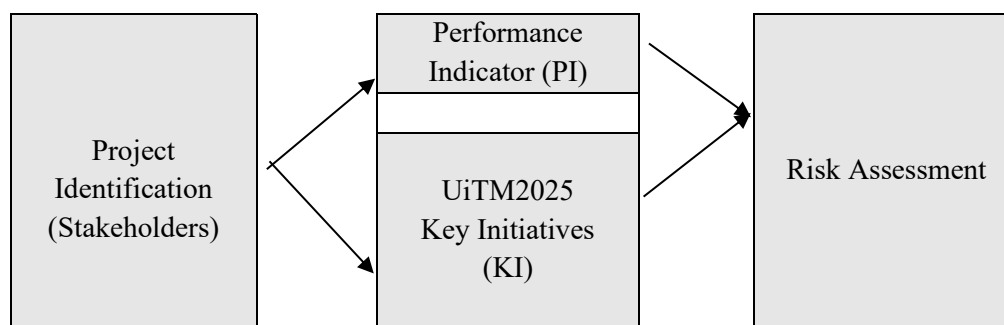 Project
Identification
(Stakeholders)
Performance
Indicator (PI)
UiTM2025
Key Initiatives
(KI)
Risk Assessment